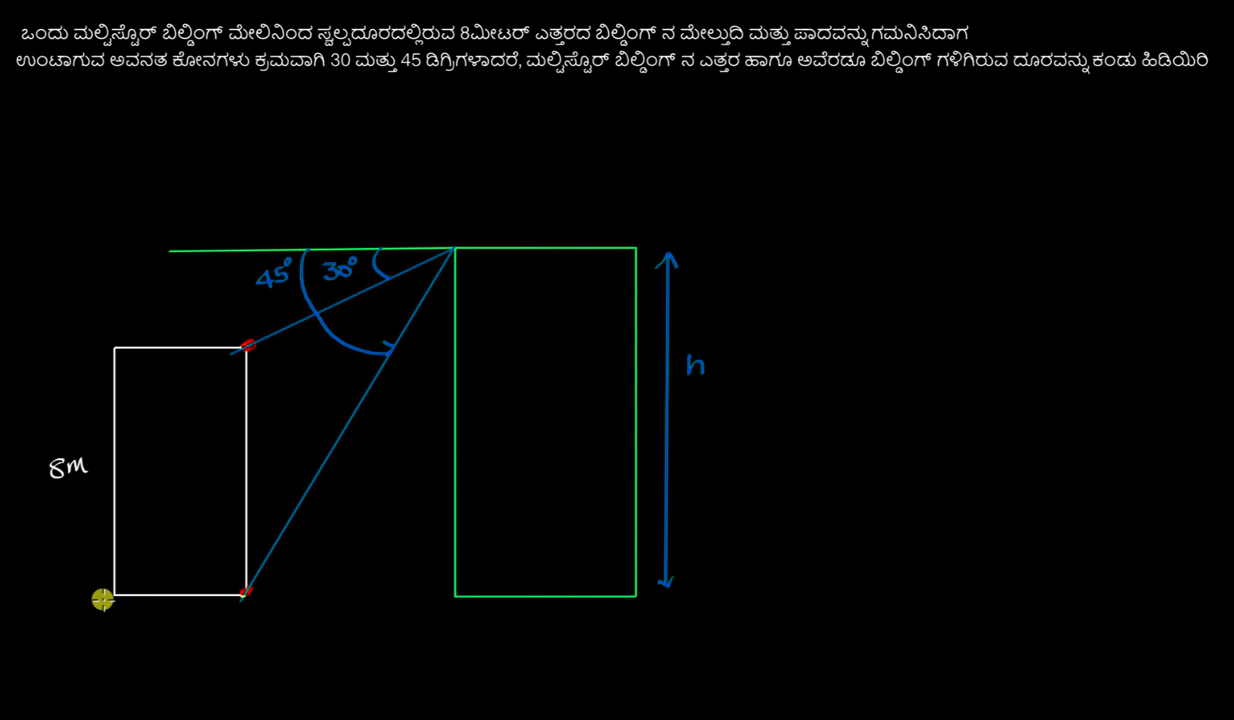 ಒಂದು ಮಲ್ಟಿಸ್ಟೊರ್ ಬಿಲ್ಡಿಂಗ್ ಮೇಲಿನಿಂದ ಸ್ವಲ್ಪದೂರದಲ್ಲಿರುವ 8ಮೀಟರ್ ಎತ್ತರದ ಬಿಲ್ಡಿಂಗ್ ನ ಮೇಲ್ತುದಿ ಮತ್ತು ಪಾದವನ್ನು ಗಮನಿಸಿದಾಗ
ಉಂಟಾಗುವ ಅವನತ ಕೋನಗಳು ಕ್ರಮವಾಗಿ 30 ಮತ್ತು 45 ಡಿಗ್ರಿಗಳಾದರೆ, ಮಲ್ಟಿಸ್ಟೊರ್ ಬಿಲ್ಡಿಂಗ್ ನ ಎತ್ತರ ಹಾಗೂ ಅವೆರಡೂ ಬಿಲ್ಡಿಂಗ್ ಗಳಿಗಿರುವ ದೂರವನ್ನು ಕಂಡು ಹಿಡಿಯಿರಿ
45° 30°
h
8m